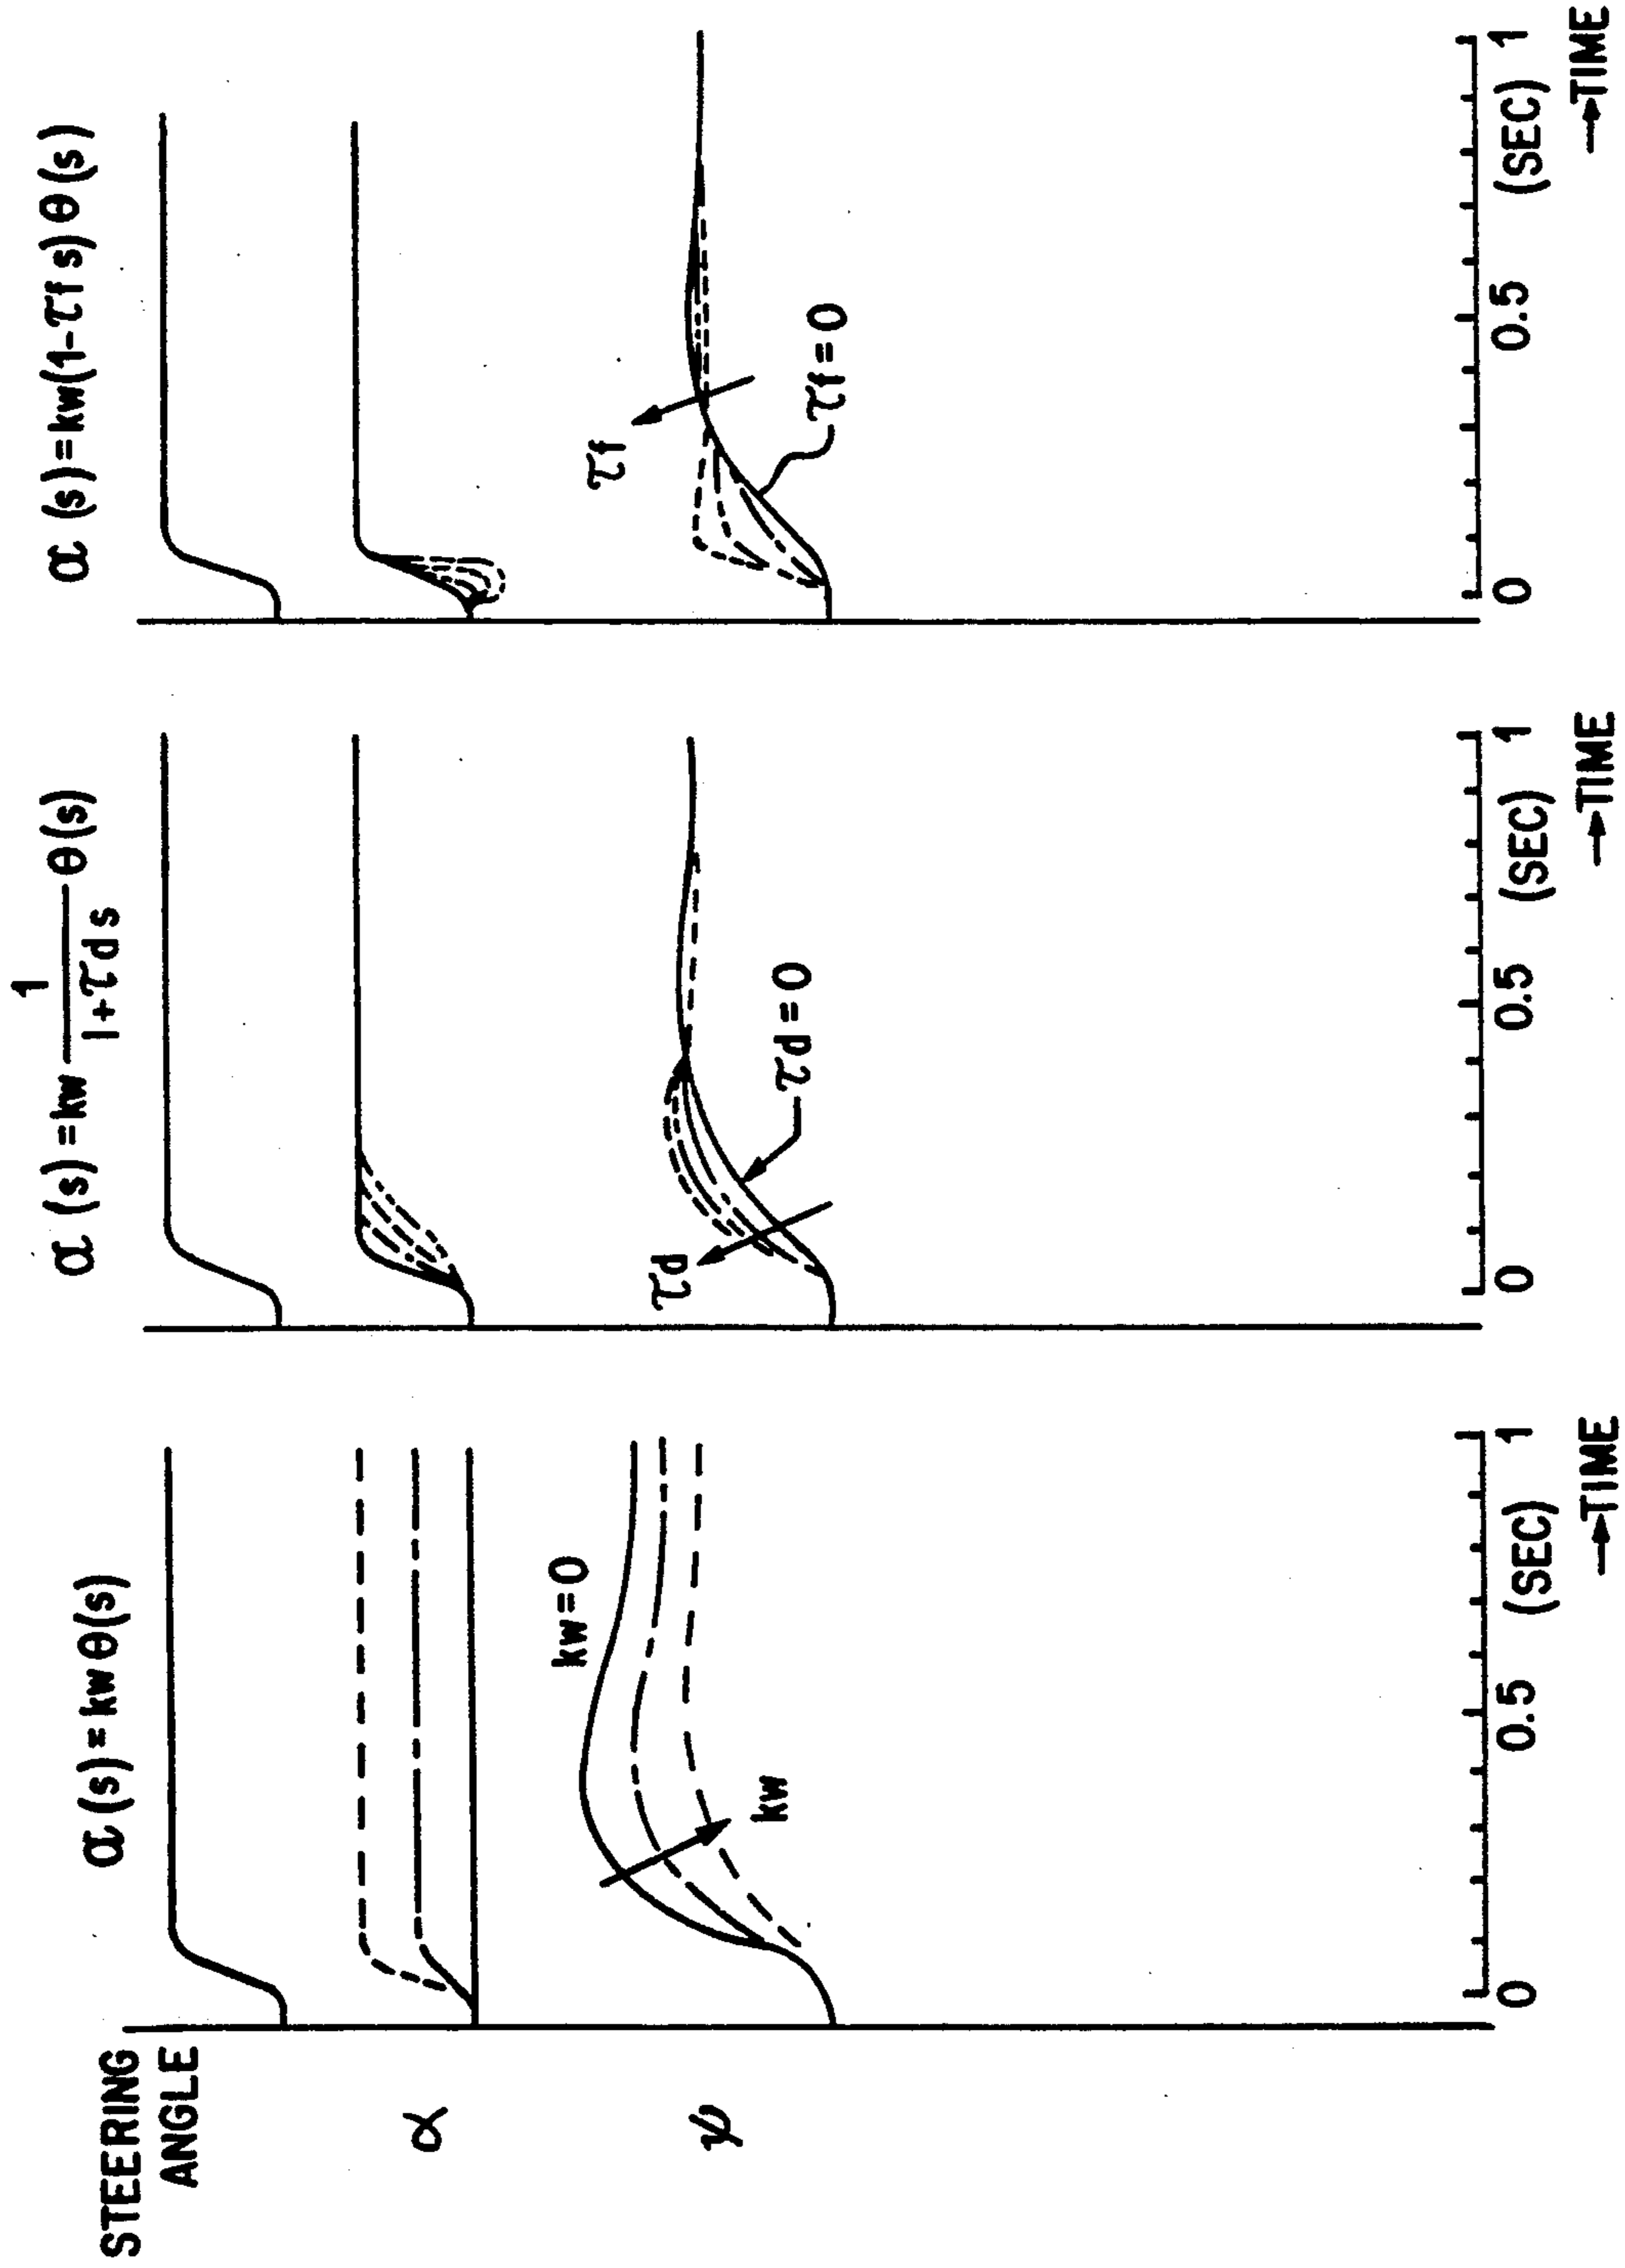 STEERING
ANGLE
α
ψ
α (s) = kw θ(s)
kw=0
kw
0 0.5 1
(SEC)
→TIME
α (s) = kw 1/1+τd s θ(s)
τd
τd=0
0 0.5 1
(SEC)
→TIME
α (s) = kw(1-τf s) θ(s)
τf
τf=0
0 0.5 1
(SEC)
→TIME